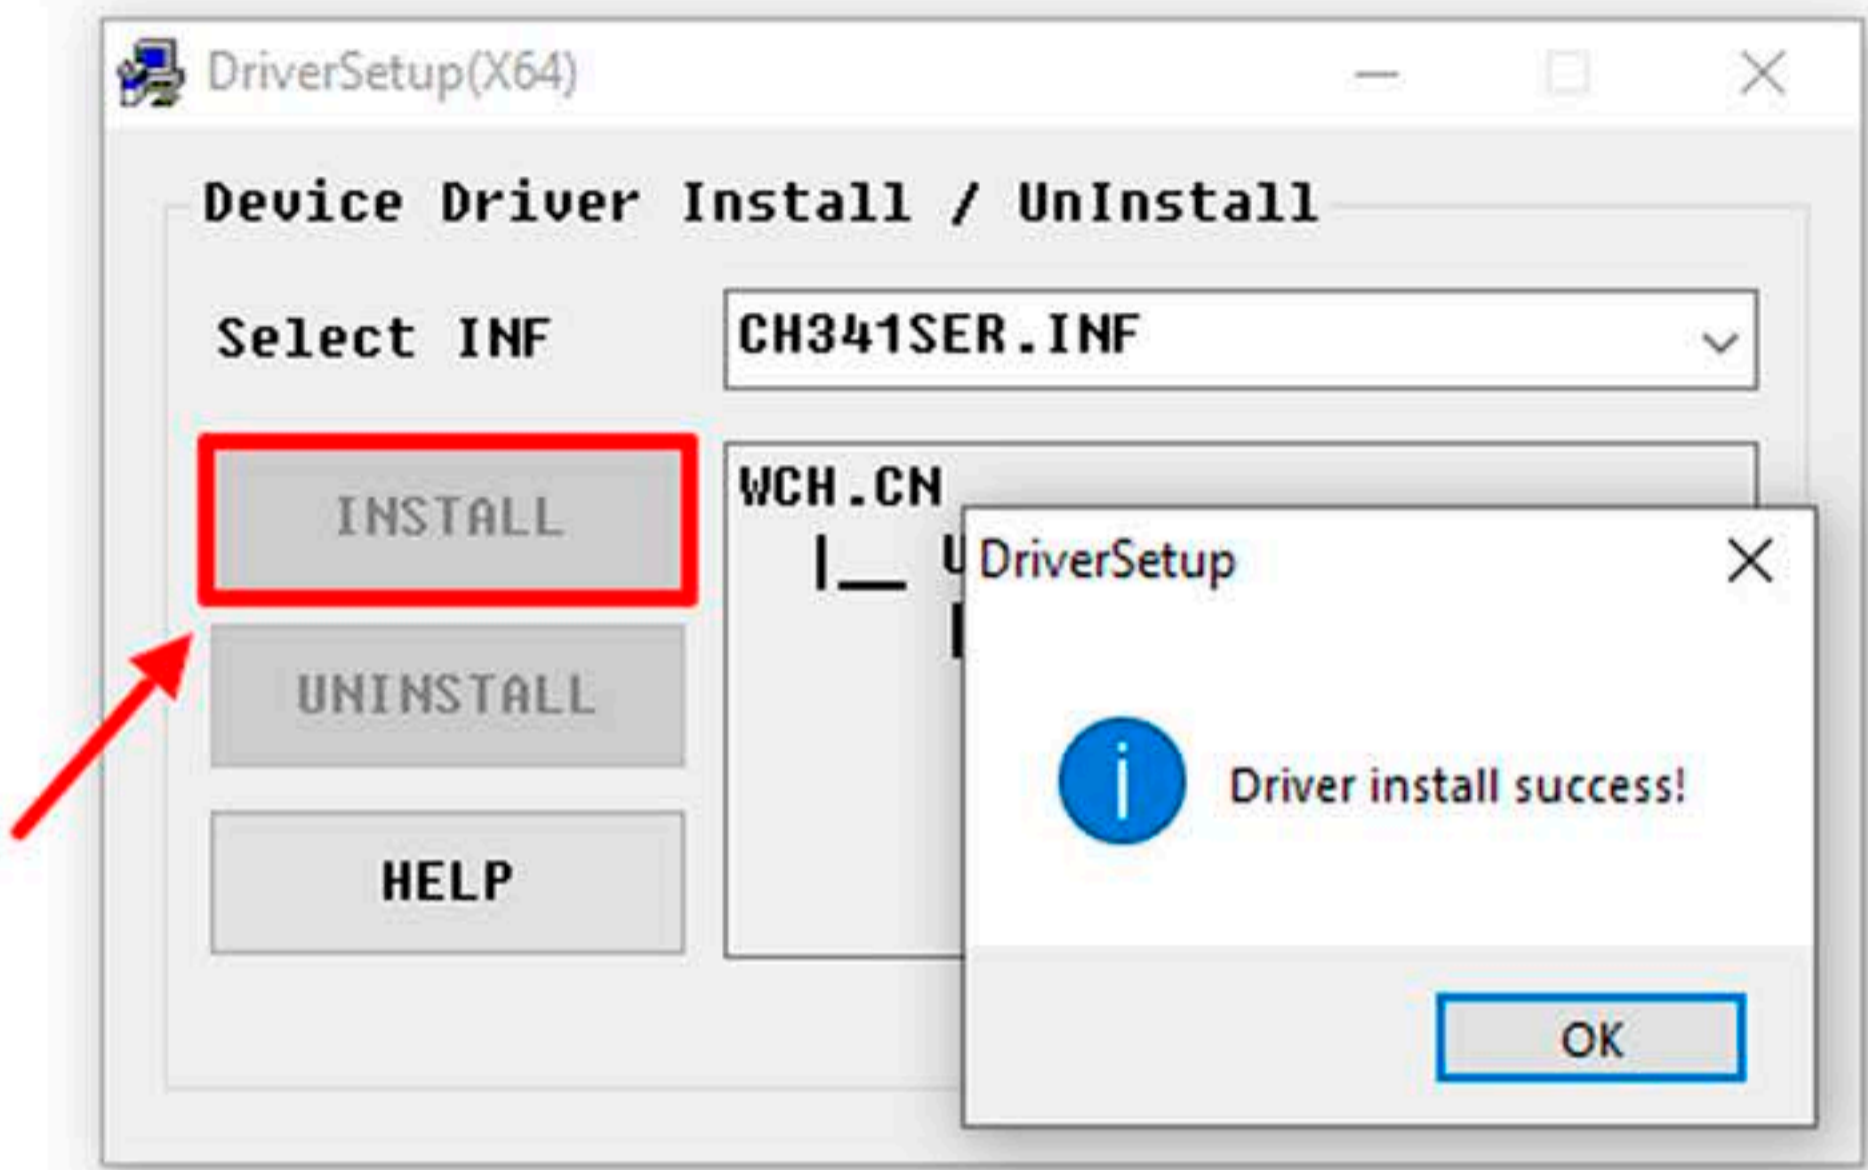 DriverSetup(X64)
Device Driver Install / UnInstall
Select INF
CH341SER.INF
INSTALL
WCH.CN
|__
UNINSTALL
HELP
DriverSetup
Driver install success!
OK